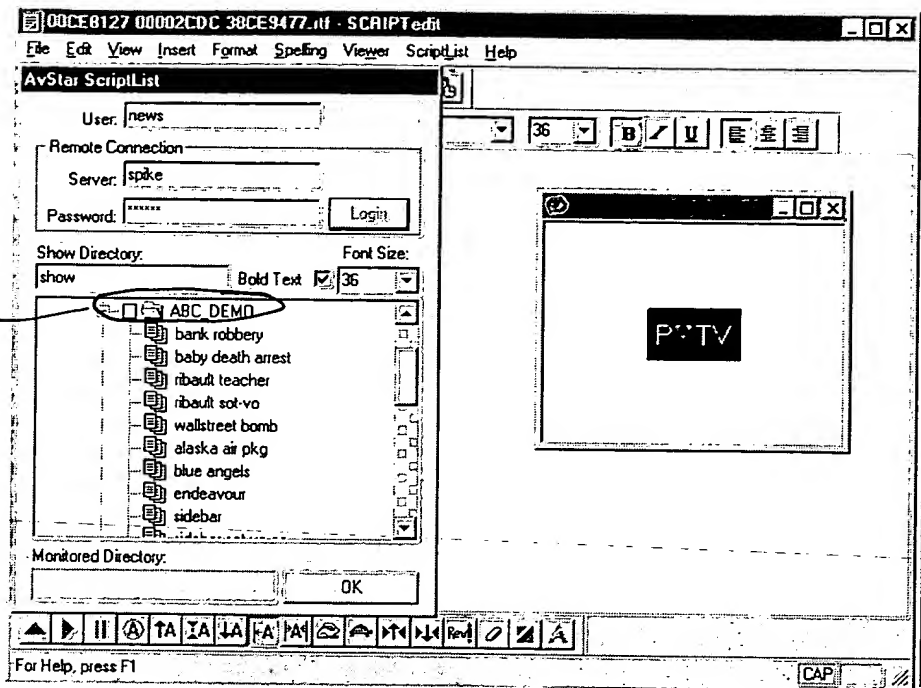 00CE8127 00002CDC 38CE9477.rtf - SCRIPTedit
File Edit View Insert Format Spelling Viewer ScriptList Help
AvStar ScriptList
User: news
Remote Connection
Server: spike
Password: ******
Login
Show Directory:
show
Bold Text
Font Size:
36
ABC_DEMO
bank robbery
baby death arrest
ribault teacher
ribault sot-vo
wallstreet bomb
alaska air pkg
blue angels
endeavour
sidebar
Monitored Directory:
OK
36 B I U
TV
For Help, press F1
CAP